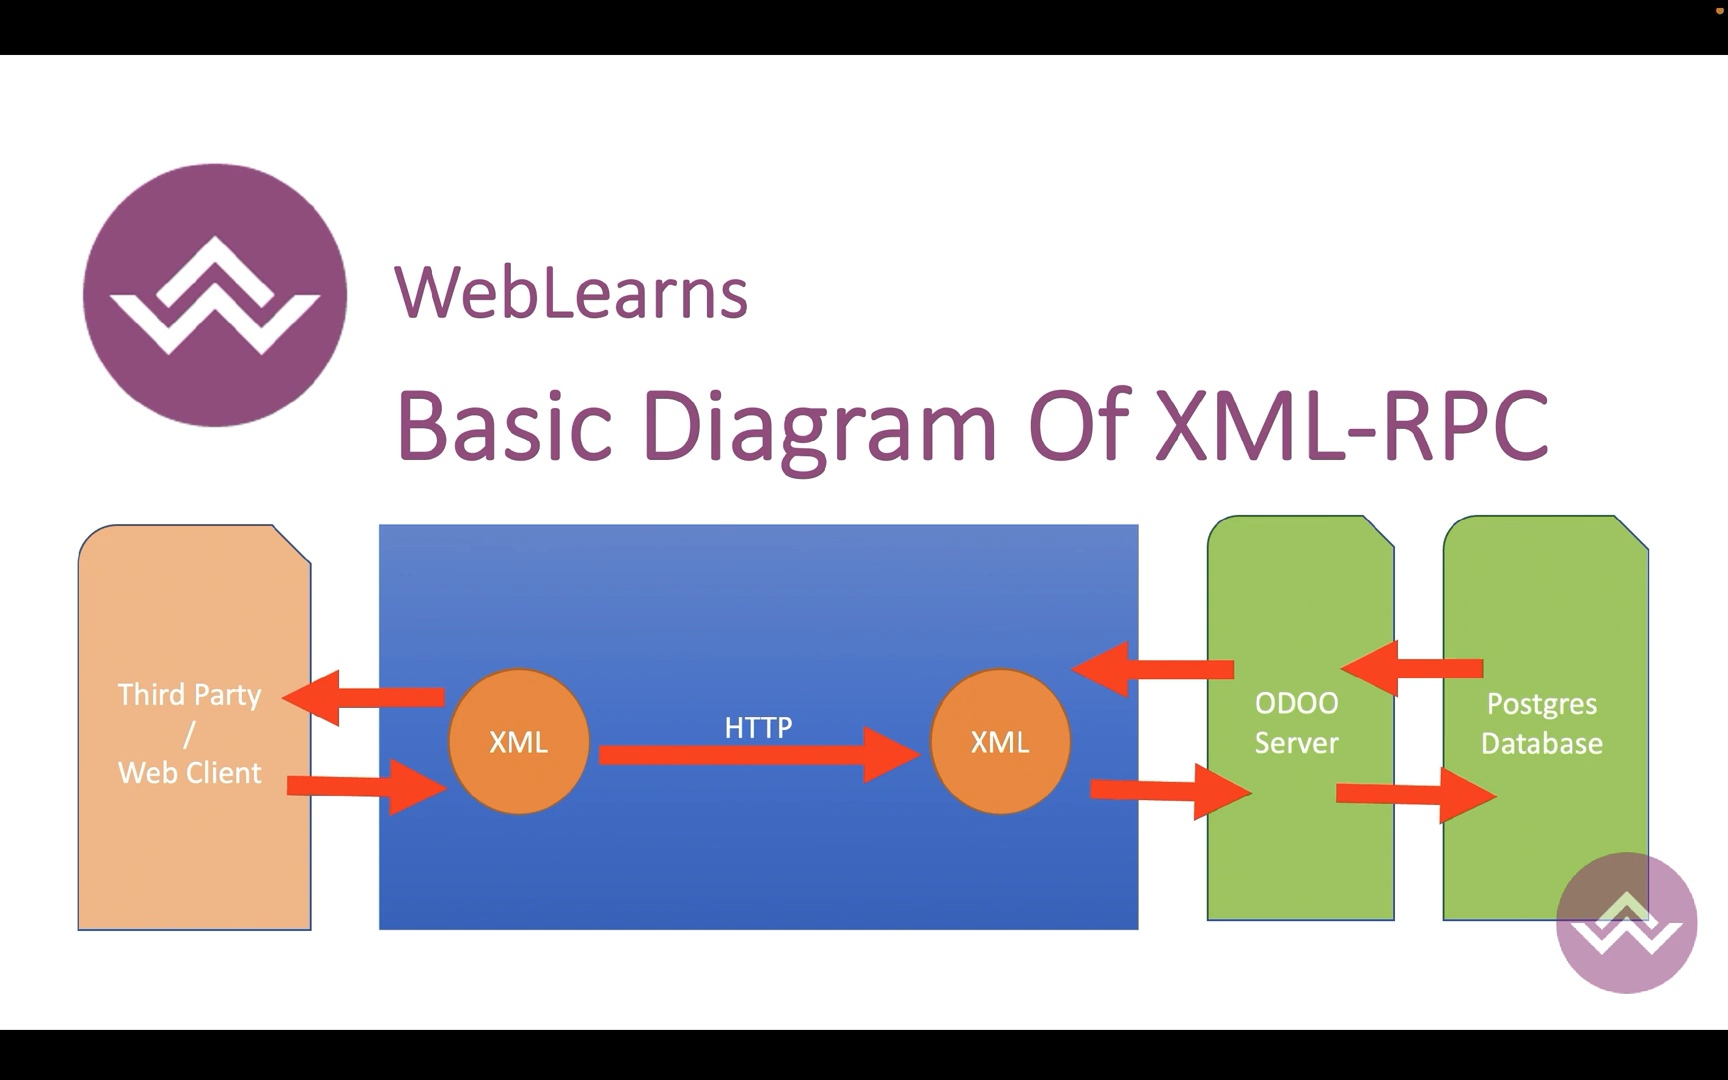 WebLearns
Basic Diagram Of XML-RPC
Third Party
/
Web Client
XML
HTTP
XML
ODOO
Server
Postgres
Database